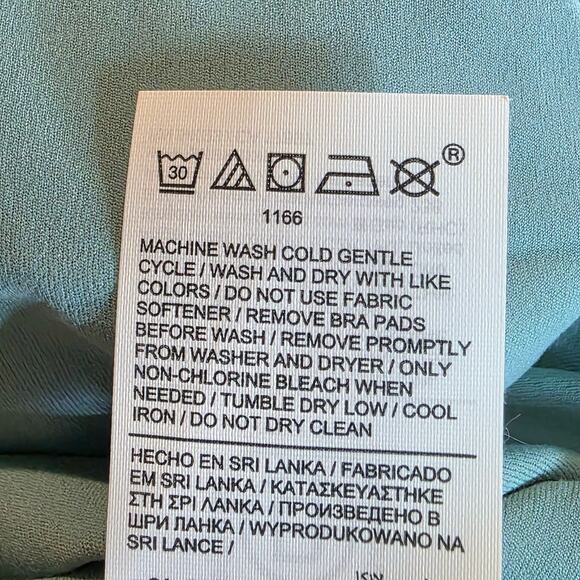 30
®
1166
MACHINE WASH COLD GENTLE
CYCLE / WASH AND DRY WITH LIKE
COLORS / DO NOT USE FABRIC
SOFTENER / REMOVE BRA PADS
BEFORE WASH / REMOVE PROMPTLY
FROM WASHER AND DRYER / ONLY
NON-CHLORINE BLEACH WHEN
NEEDED / TUMBLE DRY LOW / COOL
IRON / DO NOT DRY CLEAN
HECHO EN SRI LANKA / FABRICADO
EM SRI LANKA / ΚΑΤΑΣΚΕΥΑΣΤΗΚΕ
ΣΤΗ ΣΡΙ ΛΑΝΚΑ / ПРОИЗВЕДЕНО В
ШРИ ЛАНКА / WYPRODUKOWANO NA
SRI LANCE /